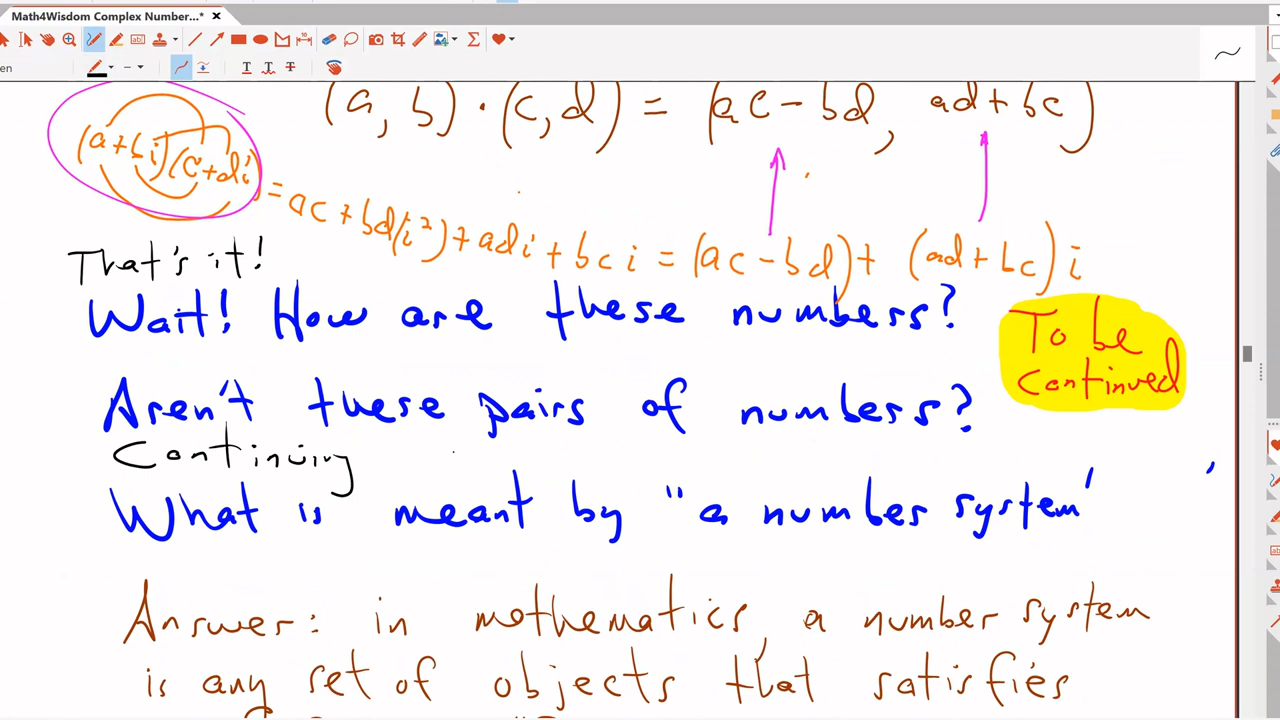 Math4Wisdom Complex Number...*
en
(a, b) · (c, d) = (ac - bd, ad + bc)
(a+bi)(c+di) = ac + bd(i²) + adi + bci = (ac - bd) + (ad + bc) i
That's it!
Wait! How are these numbers?
To be
continued
Aren't these pairs of numbers?
Continuing
What is meant by "a number system'
Answer: in mathematics, a number system
is any set of objects that satisfies